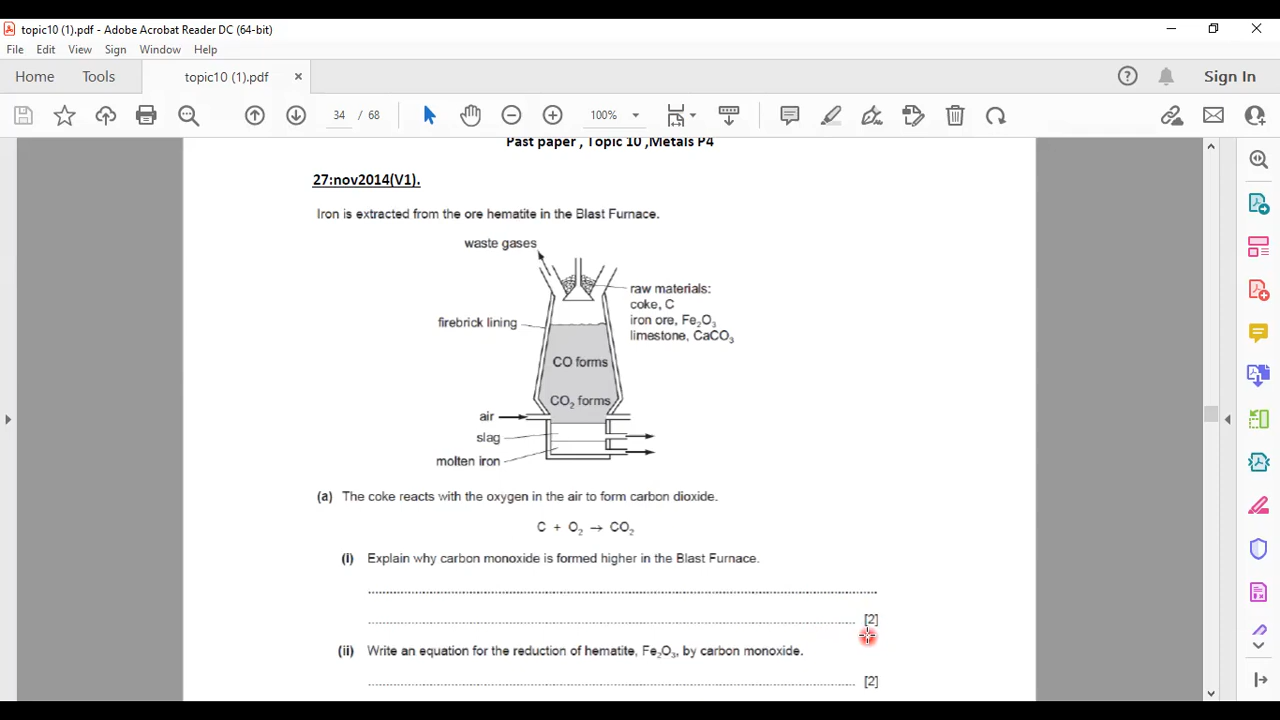 topic10 (1).pdf - Adobe Acrobat Reader DC (64-bit)
File Edit View Sign Window Help
Home Tools topic10 (1).pdf × Sign In
34 / 68 100%
Past paper , Topic 10 ,Metals P4
27:nov2014(V1).
Iron is extracted from the ore hematite in the Blast Furnace.
waste gases
raw materials:
coke, C
iron ore, Fe₂O₃
limestone, CaCO₃
firebrick lining
CO forms
CO₂ forms
air
slag
molten iron
(a) The coke reacts with the oxygen in the air to form carbon dioxide.
C + O₂ → CO₂
(i) Explain why carbon monoxide is formed higher in the Blast Furnace.
[2]
(ii) Write an equation for the reduction of hematite, Fe₂O₃, by carbon monoxide.
[2]